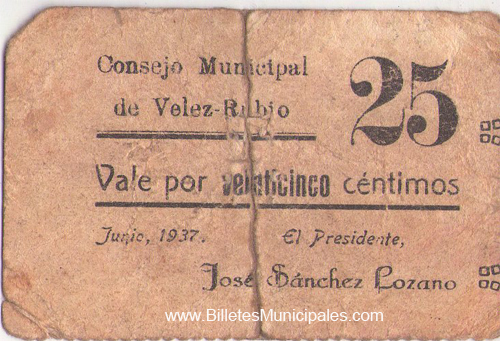 Consejo Municipal
de Velez-Rubio
25
Vale por veinticinco céntimos
Junio, 1937. El Presidente,
José Sánchez Lozano
www.BilletesMunicipales.com